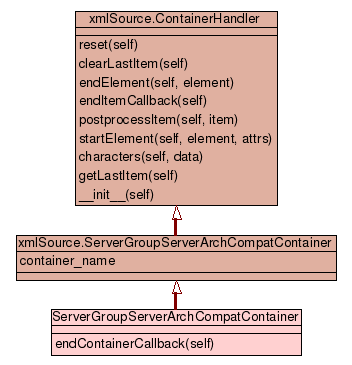 xmlSource.ContainerHandler
reset(self)
clearLastItem(self)
endElement(self, element)
endItemCallback(self)
postprocessItem(self, item)
startElement(self, element, attrs)
characters(self, data)
getLastItem(self)
__init__(self)
xmlSource.ServerGroupServerArchCompatContainer
container_name
ServerGroupServerArchCompatContainer
endContainerCallback(self)